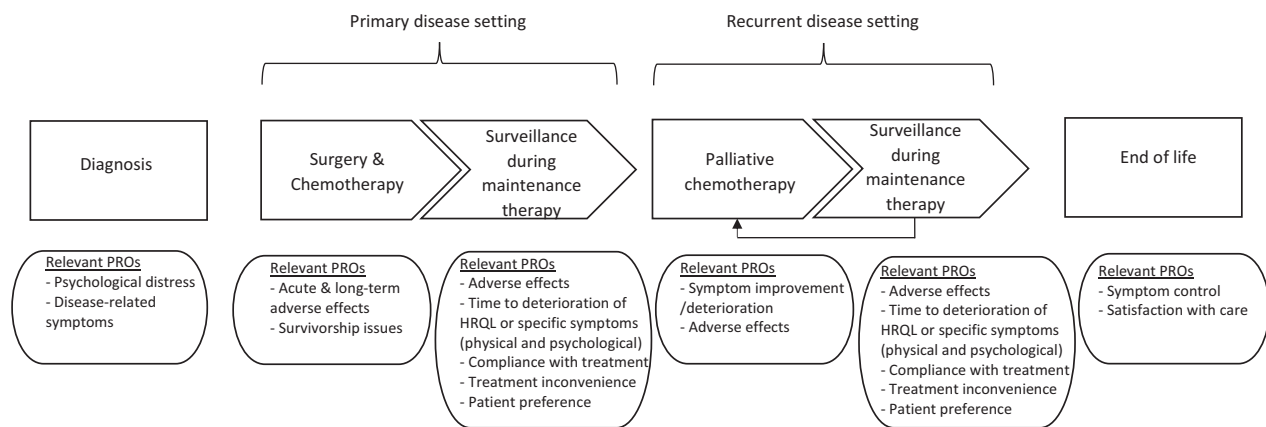 Primary disease setting
Recurrent disease setting
Diagnosis
Surgery &
Chemotherapy
Surveillance
during
maintenance
therapy
Palliative
chemotherapy
Surveillance
during
maintenance
therapy
End of life
Relevant PROs
- Psychological distress
- Disease-related
symptoms
Relevant PROs
- Acute & long-term
adverse effects
- Survivorship issues
Relevant PROs
- Adverse effects
- Time to deterioration of
HRQL or specific symptoms
(physical and psychological)
- Compliance with treatment
- Treatment inconvenience
- Patient preference
Relevant PROs
- Symptom improvement
/deterioration
- Adverse effects
Relevant PROs
- Adverse effects
- Time to deterioration of
HRQL or specific symptoms
(physical and psychological)
- Compliance with treatment
- Treatment inconvenience
- Patient preference
Relevant PROs
- Symptom control
- Satisfaction with care